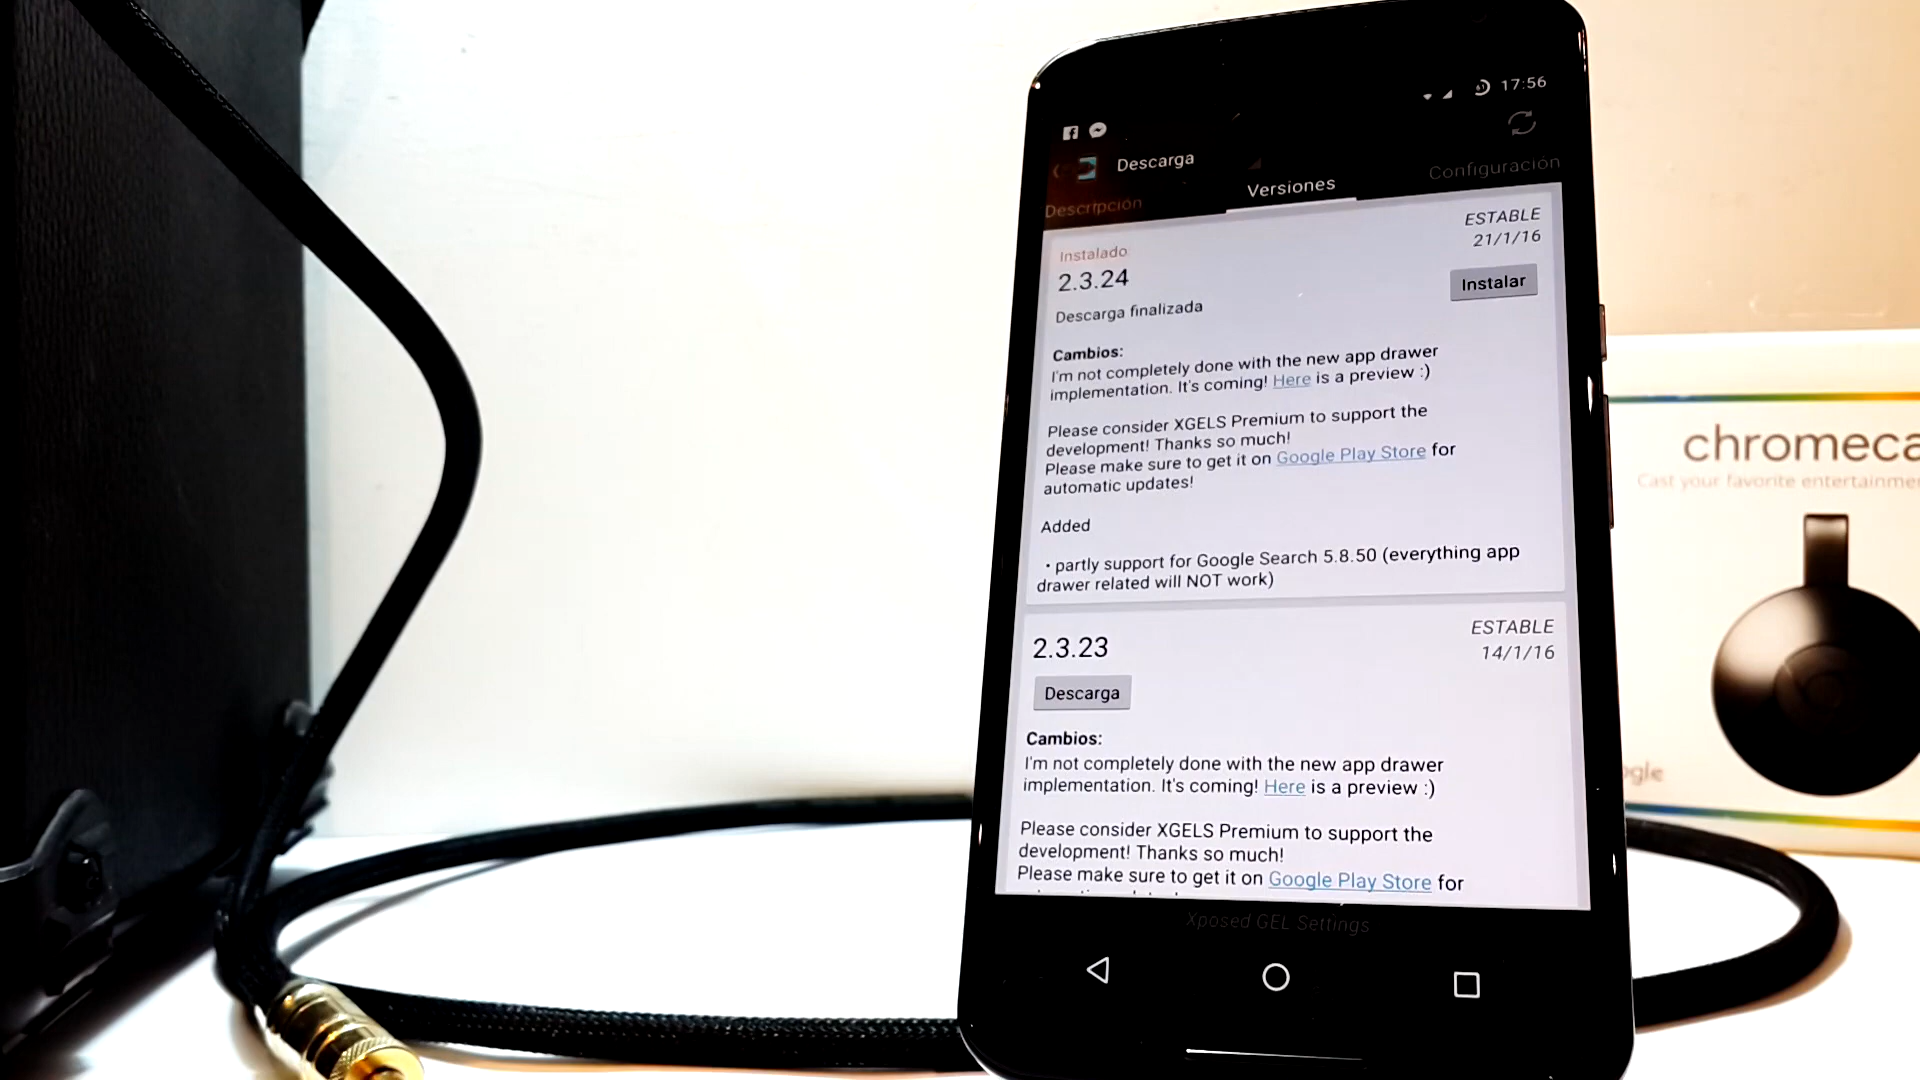 17:56
Descarga
Descripción
Versiones
Configuración
Instalado
ESTABLE
2.3.24
21/1/16
Instalar
Descarga finalizada
Cambios:
I'm not completely done with the new app drawer
implementation. It's coming! Here is a preview :)
Please consider XGELS Premium to support the
development! Thanks so much!
Please make sure to get it on Google Play Store for
automatic updates!
Added
• partly support for Google Search 5.8.50 (everything app
drawer related will NOT work)
2.3.23
ESTABLE
14/1/16
Descarga
Cambios:
I'm not completely done with the new app drawer
implementation. It's coming! Here is a preview :)
Please consider XGELS Premium to support the
development! Thanks so much!
Please make sure to get it on Google Play Store for
Xposed GEL Settings
chromeca
Cast your favorite entertainme
ogle